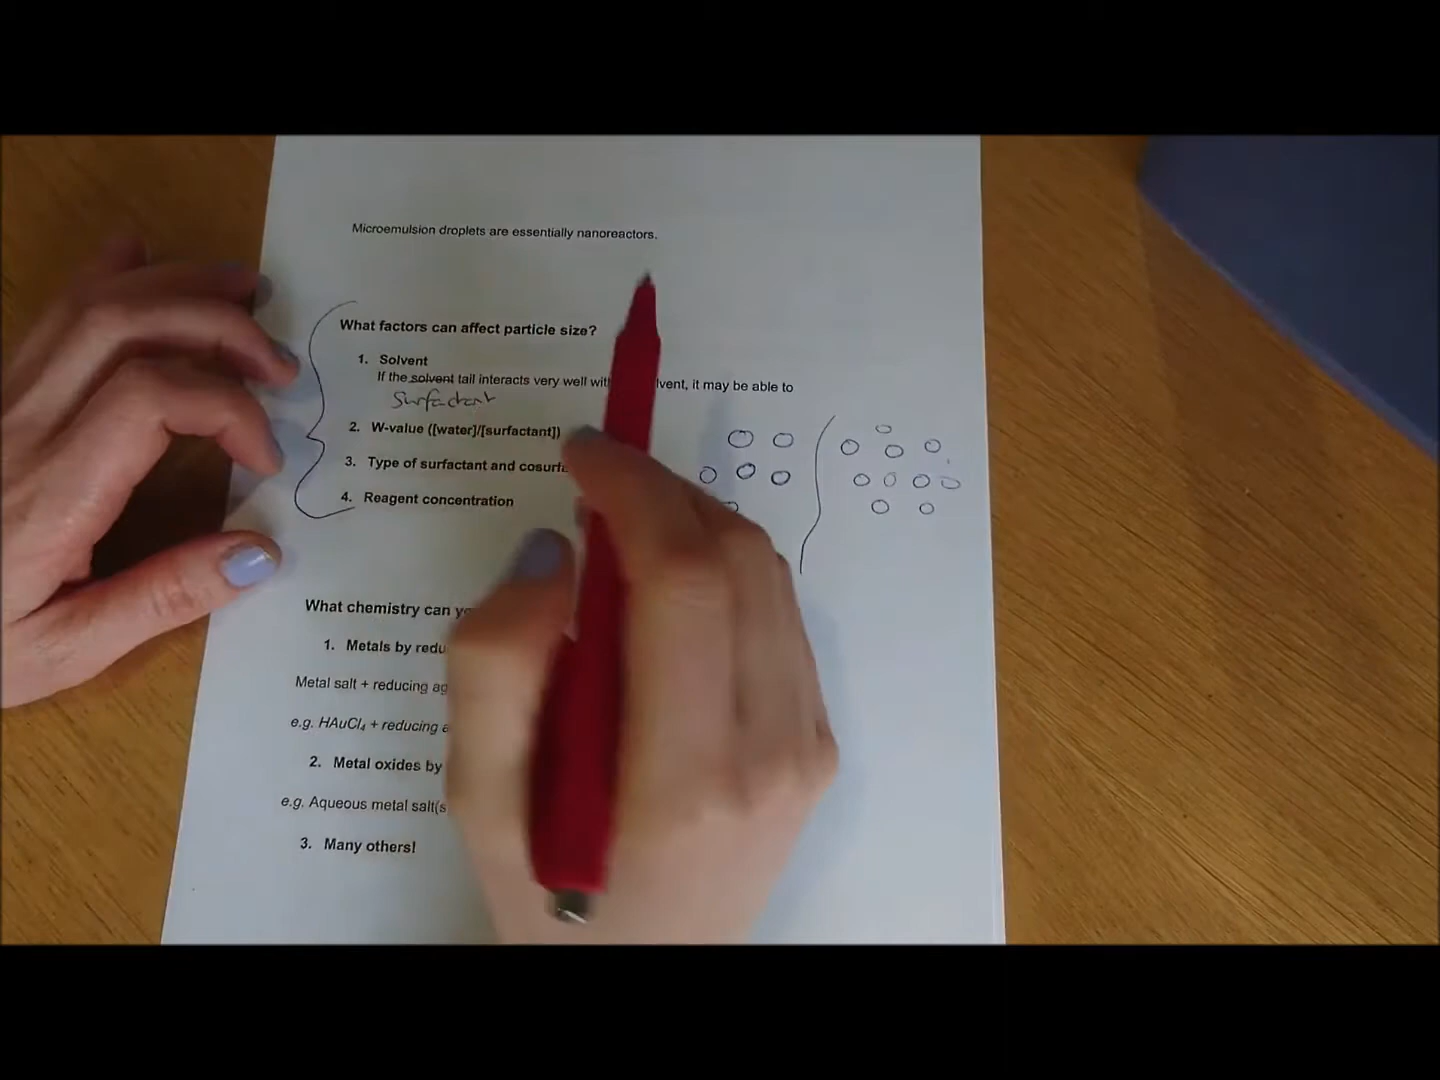 Microemulsion droplets are essentially nanoreactors.
What factors can affect particle size?
1. Solvent
If the solvent tail interacts very well with lvent, it may be able to
surfactant
2. W-value ([water]/[surfactant])
3. Type of surfactant and cosurfa
4. Reagent concentration
What chemistry can yo
1. Metals by redu
Metal salt + reducing ag
e.g. HAuCl₄ + reducing a
2. Metal oxides by
e.g. Aqueous metal salt(s
3. Many others!